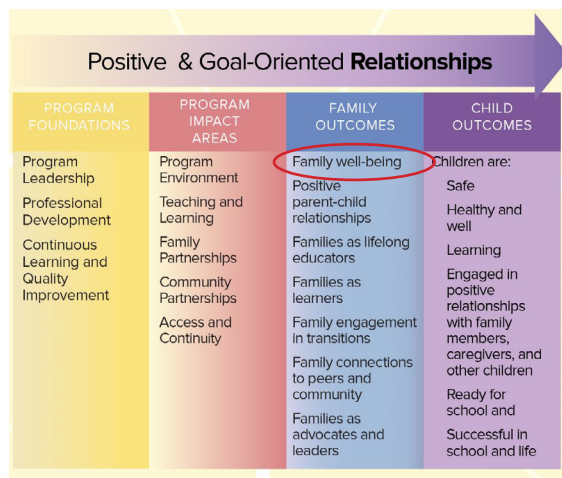 Positive & Goal-Oriented Relationships
PROGRAM
FOUNDATIONS
Program
Leadership
Professional
Development
Continuous
Learning and
Quality
Improvement
PROGRAM
IMPACT
AREAS
Program
Environment
Teaching and
Learning
Family
Partnerships
Community
Partnerships
Access and
Continuity
FAMILY
OUTCOMES
Family well-being
Positive
parent-child
relationships
Families as lifelong
educators
Families as
learners
Family engagement
in transitions
Family connections
to peers and
community
Families as
advocates and
leaders
CHILD
OUTCOMES
Children are:
Safe
Healthy and
well
Learning
Engaged in
positive
relationships
with family
members,
caregivers, and
other children
Ready for
school and
Successful in
school and life